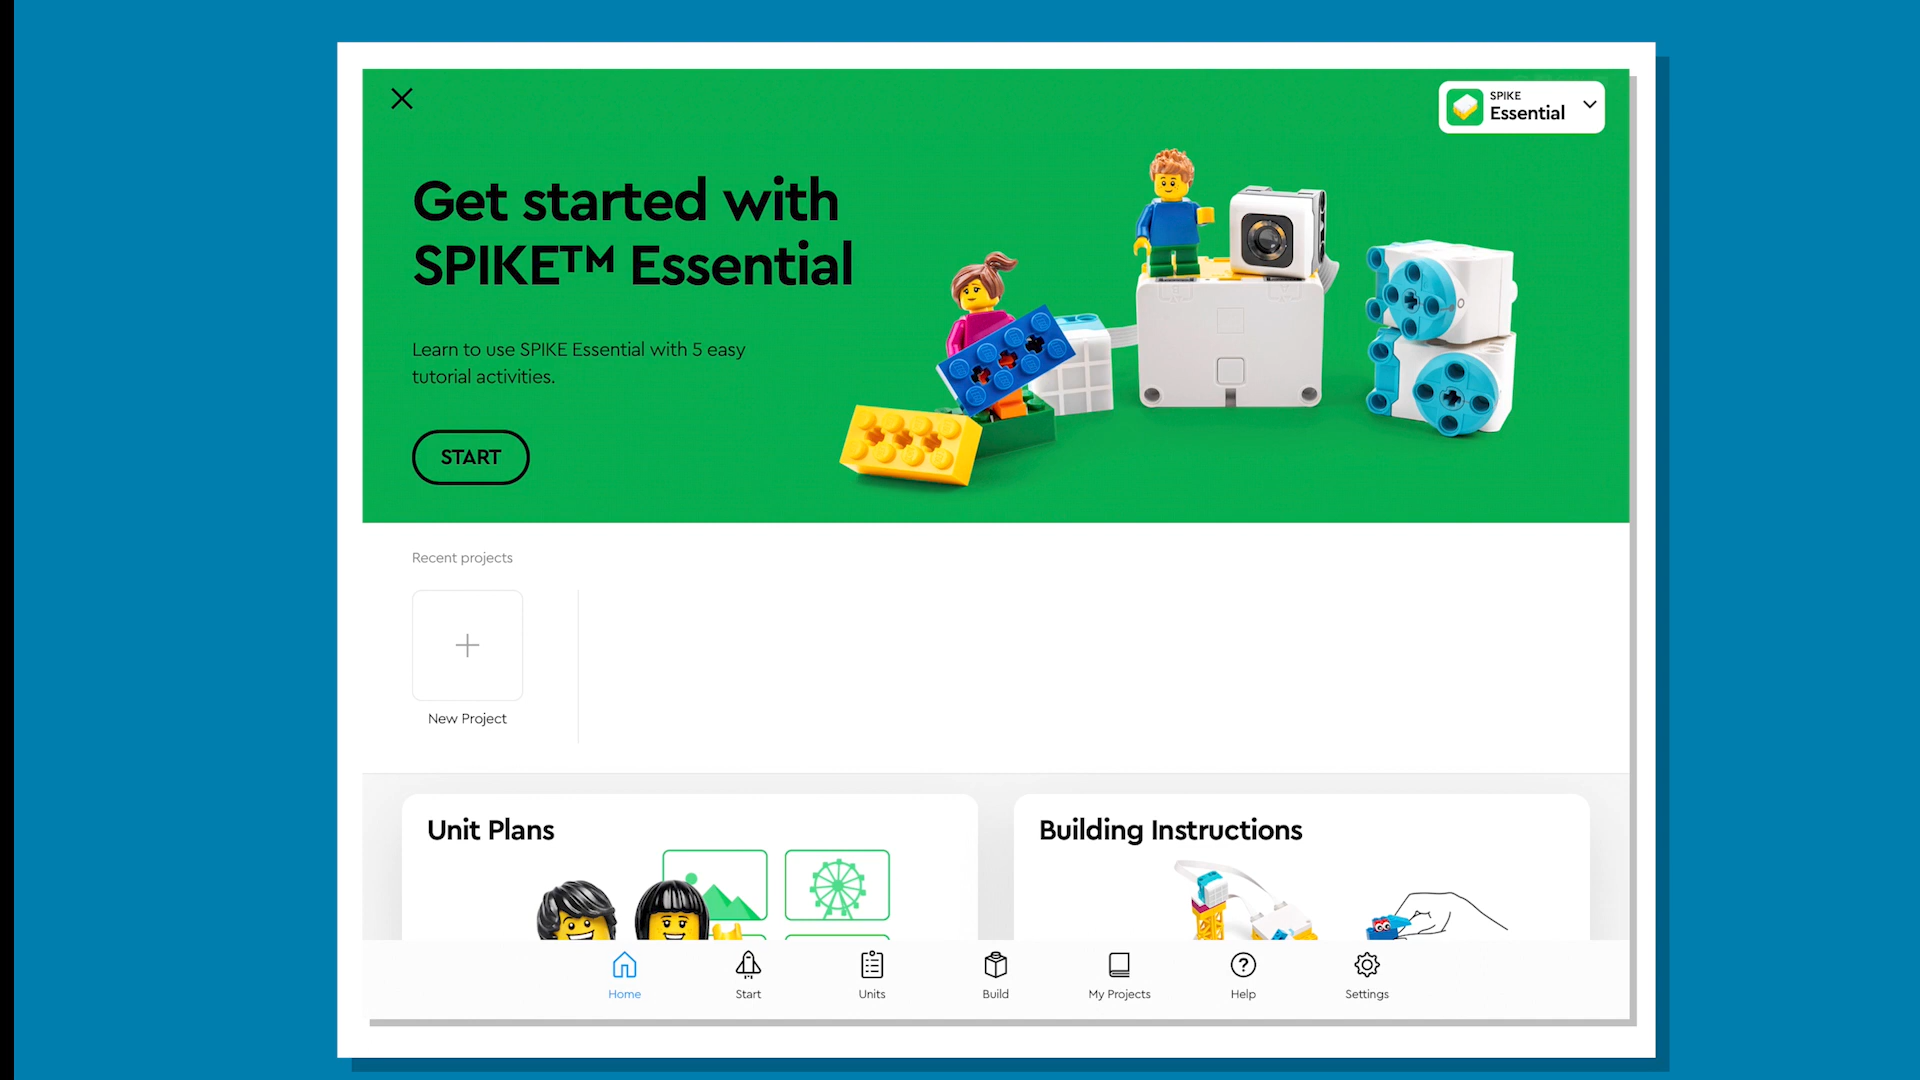 SPIKE
Essential
Get started with
SPIKE™ Essential
Learn to use SPIKE Essential with 5 easy
tutorial activities.
START
Recent projects
New Project
Unit Plans
Building Instructions
Home
Start
Units
Build
My Projects
Help
Settings